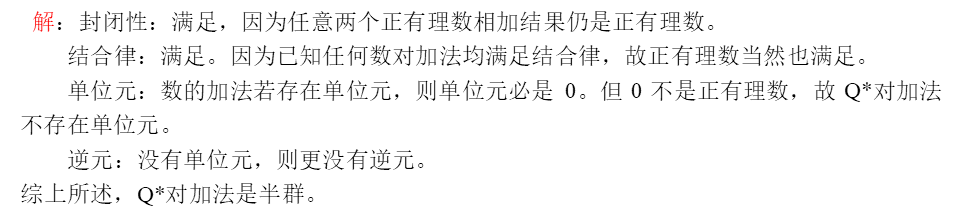 解：封闭性：满足，因为任意两个正有理数相加结果仍是正有理数。
结合律：满足。因为已知任何数对加法均满足结合律，故正有理数当然也满足。
单位元：数的加法若存在单位元，则单位元必是 0。但 0 不是正有理数，故 Q*对加法
不存在单位元。
逆元：没有单位元，则更没有逆元。
综上所述，Q*对加法是半群。